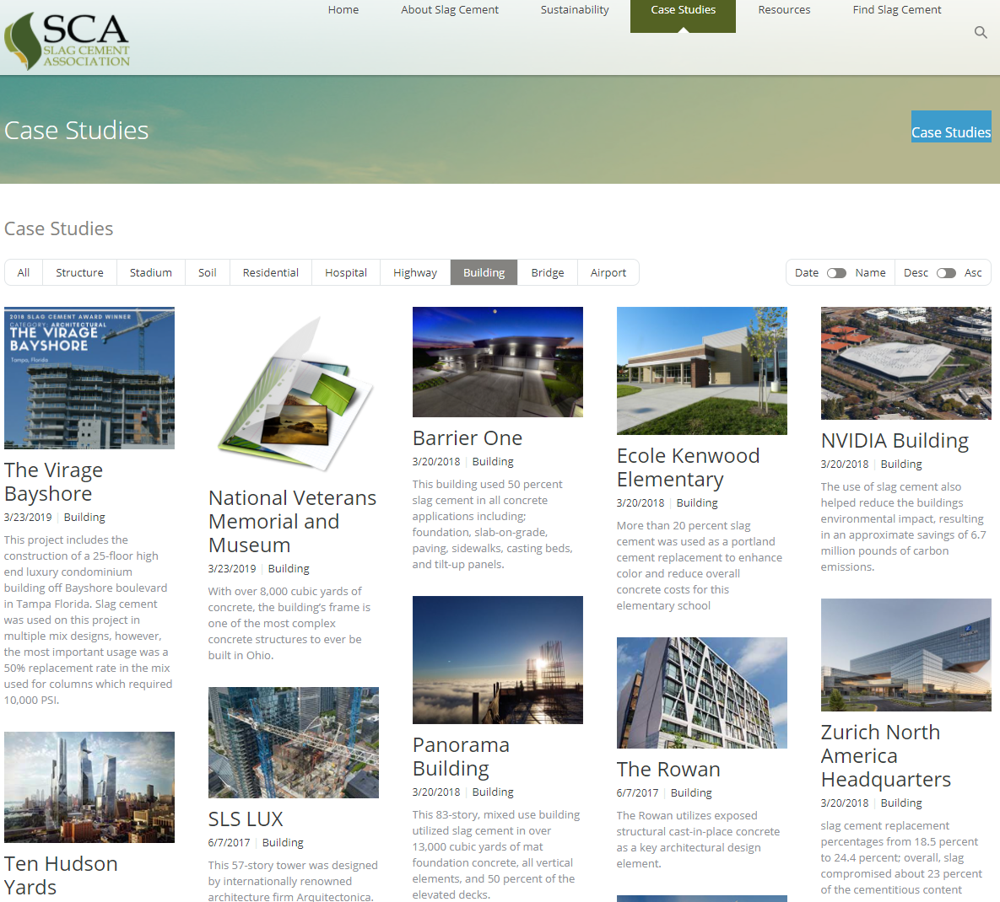 SCA
SLAG CEMENT
ASSOCIATION
Home
About Slag Cement
Sustainability
Case Studies
Resources
Find Slag Cement
Case Studies
Case Studies
Case Studies
All
Structure
Stadium
Soil
Residential
Hospital
Highway
Building
Bridge
Airport
Date
Name
Desc
Asc
2018 SLAG CEMENT AWARD WINNER
CATEGORY: ARCHITECTURAL
THE VIRAGE
BAYSHORE
Tampa, Florida
The Virage
Bayshore
3/23/2019 | Building
This project includes the
construction of a 25-floor high
end luxury condominium
building off Bayshore boulevard
in Tampa Florida. Slag cement
was used on this project in
multiple mix designs, however,
the most important usage was a
50% replacement rate in the mix
used for columns which required
10,000 PSI.
Ten Hudson
Yards
National Veterans
Memorial and
Museum
3/23/2019 | Building
With over 8,000 cubic yards of
concrete, the building's frame is
one of the most complex
concrete structures to ever be
built in Ohio.
SLS LUX
6/7/2017 | Building
This 57-story tower was designed
by internationally renowned
architecture firm Arquitectonica.
Barrier One
3/20/2018 | Building
This building used 50 percent
slag cement in all concrete
applications including;
foundation, slab-on-grade,
paving, sidewalks, casting beds,
and tilt-up panels.
Panorama
Building
3/20/2018 | Building
This 83-story, mixed use building
utilized slag cement in over
13,000 cubic yards of mat
foundation concrete, all vertical
elements, and 50 percent of the
elevated decks.
Ecole Kenwood
Elementary
3/20/2018 | Building
More than 20 percent slag
cement was used as a portland
cement replacement to enhance
color and reduce overall
concrete costs for this
elementary school
The Rowan
6/7/2017 | Building
The Rowan utilizes exposed
structural cast-in-place concrete
as a key architectural design
element.
NVIDIA Building
3/20/2018 | Building
The use of slag cement also
helped reduce the buildings
environmental impact, resulting
in an approximate savings of 6.7
million pounds of carbon
emissions.
Zurich North
America
Headquarters
3/20/2018 | Building
slag cement replacement
percentages from 18.5 percent
to 24.4 percent; overall, slag
compromised about 23 percent
of the cementitious content